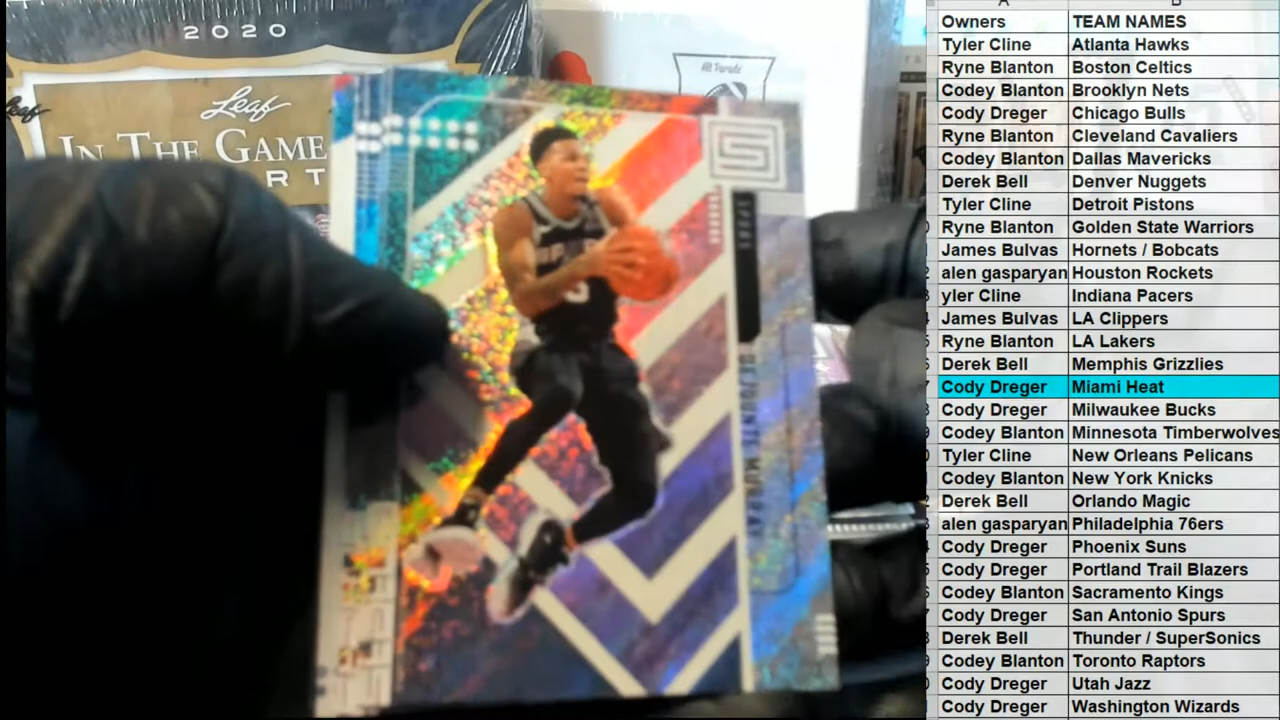 2020
Leaf
Leaf
IN THE GAME
RT
Hit Parade
S
SPURS
DEJOUNTE MURRAY
A B
Owners TEAM NAMES
Tyler Cline Atlanta Hawks
Ryne Blanton Boston Celtics
Codey Blanton Brooklyn Nets
Cody Dreger Chicago Bulls
Ryne Blanton Cleveland Cavaliers
Codey Blanton Dallas Mavericks
Derek Bell Denver Nuggets
Tyler Cline Detroit Pistons
Ryne Blanton Golden State Warriors
James Bulvas Hornets / Bobcats
alen gasparyan Houston Rockets
yler Cline Indiana Pacers
James Bulvas LA Clippers
Ryne Blanton LA Lakers
Derek Bell Memphis Grizzlies
Cody Dreger Miami Heat
Cody Dreger Milwaukee Bucks
Codey Blanton Minnesota Timberwolves
Tyler Cline New Orleans Pelicans
Codey Blanton New York Knicks
Derek Bell Orlando Magic
alen gasparyan Philadelphia 76ers
Cody Dreger Phoenix Suns
Cody Dreger Portland Trail Blazers
Codey Blanton Sacramento Kings
Cody Dreger San Antonio Spurs
Derek Bell Thunder / SuperSonics
Codey Blanton Toronto Raptors
Cody Dreger Utah Jazz
Cody Dreger Washington Wizards